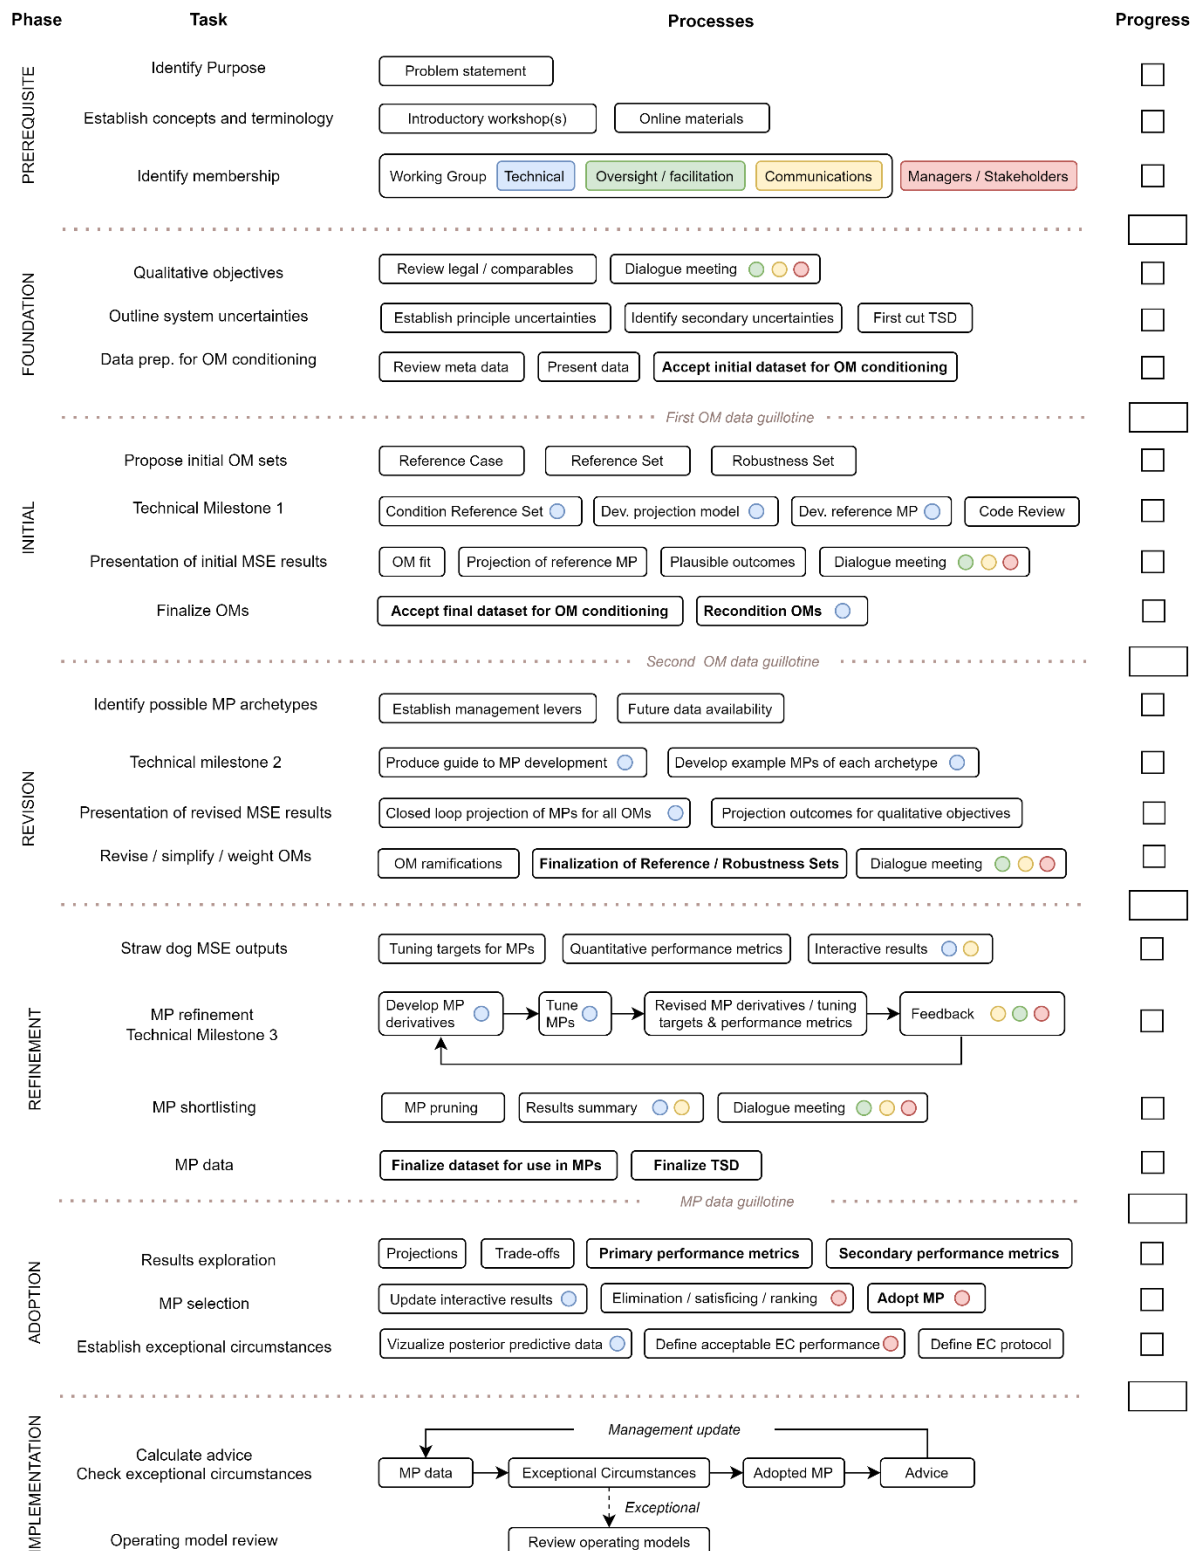 Phase Task Processes Progress
PREREQUISITE
Identify Purpose Problem statement
Establish concepts and terminology Introductory workshop(s) Online materials
Identify membership Working Group Technical Oversight / facilitation Communications Managers / Stakeholders
FOUNDATION
Qualitative objectives Review legal / comparables Dialogue meeting
Outline system uncertainties Establish principle uncertainties Identify secondary uncertainties First cut TSD
Data prep. for OM conditioning Review meta data Present data Accept initial dataset for OM conditioning
First OM data guillotine
INITIAL
Propose initial OM sets Reference Case Reference Set Robustness Set
Technical Milestone 1 Condition Reference Set Dev. projection model Dev. reference MP Code Review
Presentation of initial MSE results OM fit Projection of reference MP Plausible outcomes Dialogue meeting
Finalize OMs Accept final dataset for OM conditioning Recondition OMs
Second OM data guillotine
REVISION
Identify possible MP archetypes Establish management levers Future data availability
Technical milestone 2 Produce guide to MP development Develop example MPs of each archetype
Presentation of revised MSE results Closed loop projection of MPs for all OMs Projection outcomes for qualitative objectives
Revise / simplify / weight OMs OM ramifications Finalization of Reference / Robustness Sets Dialogue meeting
REFINEMENT
Straw dog MSE outputs Tuning targets for MPs Quantitative performance metrics Interactive results
MP refinement
Technical Milestone 3
Develop MP
derivatives
Tune
MPs
Revised MP derivatives / tuning
targets & performance metrics
Feedback
MP shortlisting MP pruning Results summary Dialogue meeting
MP data Finalize dataset for use in MPs Finalize TSD
MP data guillotine
ADOPTION
Results exploration Projections Trade-offs Primary performance metrics Secondary performance metrics
MP selection Update interactive results Elimination / satisficing / ranking Adopt MP
Establish exceptional circumstances Vizualize posterior predictive data Define acceptable EC performance Define EC protocol
IMPLEMENTATION
Management update
Calculate advice
Check exceptional circumstances
MP data Exceptional Circumstances Adopted MP Advice
Exceptional
Operating model review Review operating models